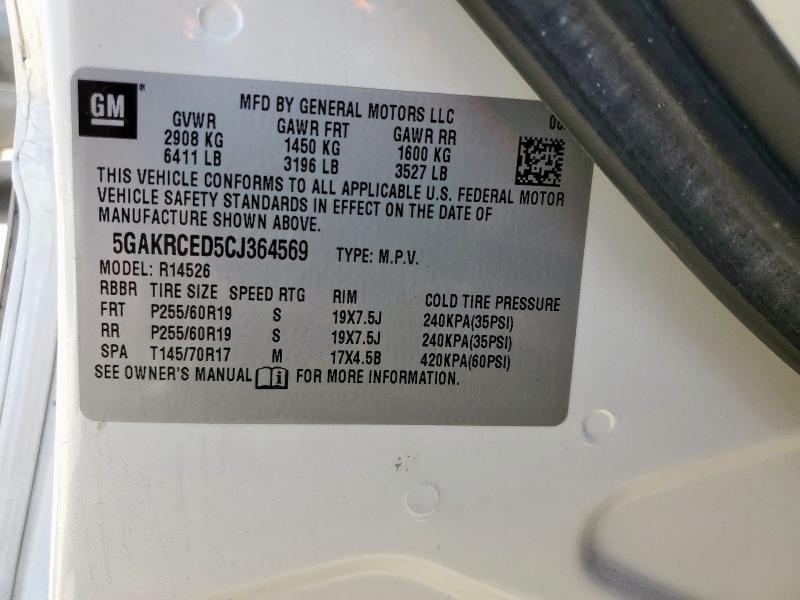 GM ®
MFD BY GENERAL MOTORS LLC
GVWR GAWR FRT GAWR RR
2908 KG 1450 KG 1600 KG
6411 LB 3196 LB 3527 LB
THIS VEHICLE CONFORMS TO ALL APPLICABLE U.S. FEDERAL MOTOR
VEHICLE SAFETY STANDARDS IN EFFECT ON THE DATE OF
MANUFACTURE SHOWN ABOVE.
5GAKRCED5CJ364569 TYPE: M.P.V.
MODEL: R14526
RBBR TIRE SIZE SPEED RTG RIM COLD TIRE PRESSURE
FRT P255/60R19 S 19X7.5J 240KPA(35PSI)
RR P255/60R19 S 19X7.5J 240KPA(35PSI)
SPA T145/70R17 M 17X4.5B 420KPA(60PSI)
SEE OWNER'S MANUAL FOR MORE INFORMATION.